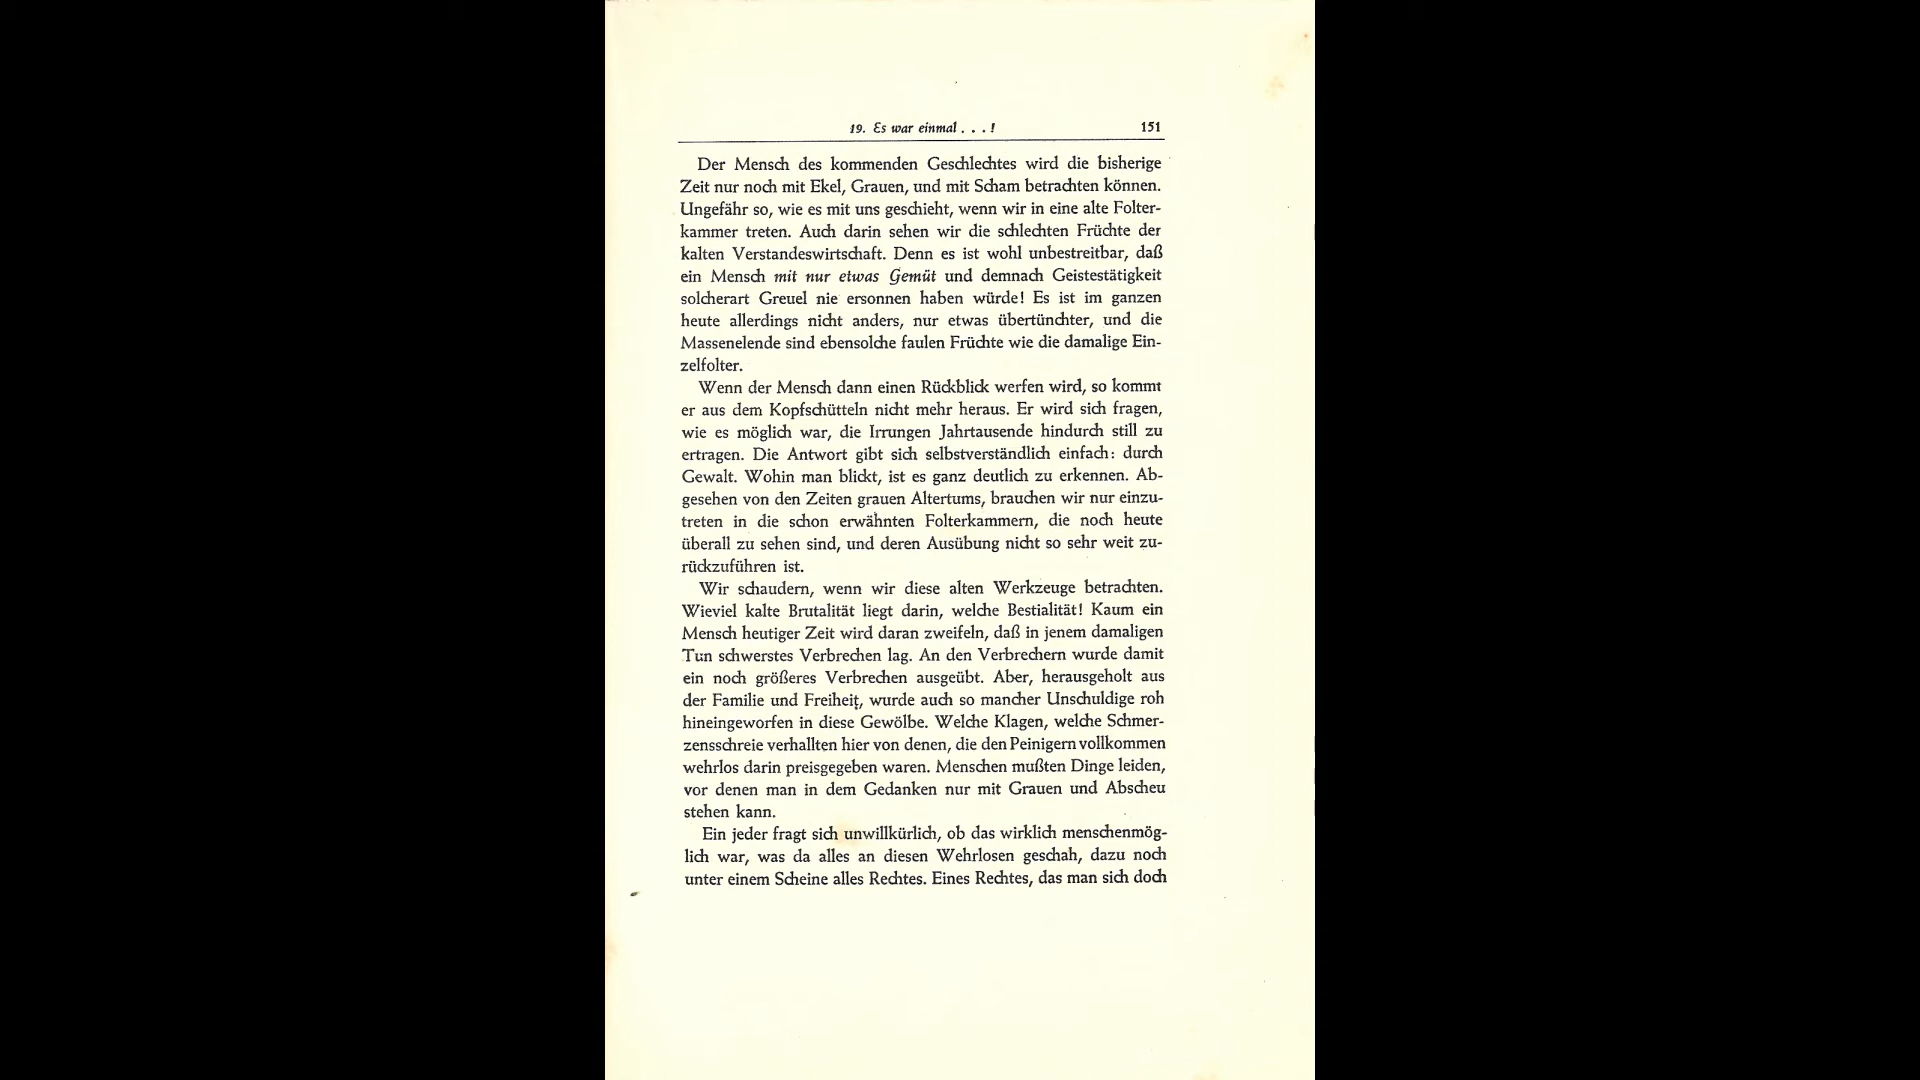 19. Es war einmal . . . ! 151
Der Mensch des kommenden Geschlechtes wird die bisherige
Zeit nur noch mit Ekel, Grauen, und mit Scham betrachten können.
Ungefähr so, wie es mit uns geschieht, wenn wir in eine alte Folter-
kammer treten. Auch darin sehen wir die schlechten Früchte der
kalten Verstandeswirtschaft. Denn es ist wohl unbestreitbar, daß
ein Mensch mit nur etwas Gemüt und demnach Geistestätigkeit
solcherart Greuel nie ersonnen haben würde! Es ist im ganzen
heute allerdings nicht anders, nur etwas übertünchter, und die
Massenelende sind ebensolche faulen Früchte wie die damalige Ein-
zelfolter.
Wenn der Mensch dann einen Rückblick werfen wird, so kommt
er aus dem Kopfschütteln nicht mehr heraus. Er wird sich fragen,
wie es möglich war, die Irrungen Jahrtausende hindurch still zu
ertragen. Die Antwort gibt sich selbstverständlich einfach: durch
Gewalt. Wohin man blickt, ist es ganz deutlich zu erkennen. Ab-
gesehen von den Zeiten grauen Altertums, brauchen wir nur einzu-
treten in die schon erwähnten Folterkammern, die noch heute
überall zu sehen sind, und deren Ausübung nicht so sehr weit zu-
rückzuführen ist.
Wir schaudern, wenn wir diese alten Werkzeuge betrachten.
Wieviel kalte Brutalität liegt darin, welche Bestialität! Kaum ein
Mensch heutiger Zeit wird daran zweifeln, daß in jenem damaligen
Tun schwerstes Verbrechen lag. An den Verbrechern wurde damit
ein noch größeres Verbrechen ausgeübt. Aber, herausgeholt aus
der Familie und Freiheit, wurde auch so mancher Unschuldige roh
hineingeworfen in diese Gewölbe. Welche Klagen, welche Schmer-
zensschreie verhallten hier von denen, die den Peinigern vollkommen
wehrlos darin preisgegeben waren. Menschen mußten Dinge leiden,
vor denen man in dem Gedanken nur mit Grauen und Abscheu
stehen kann.
Ein jeder fragt sich unwillkürlich, ob das wirklich menschenmög-
lich war, was da alles an diesen Wehrlosen geschah, dazu noch
unter einem Scheine alles Rechtes. Eines Rechtes, das man sich doch